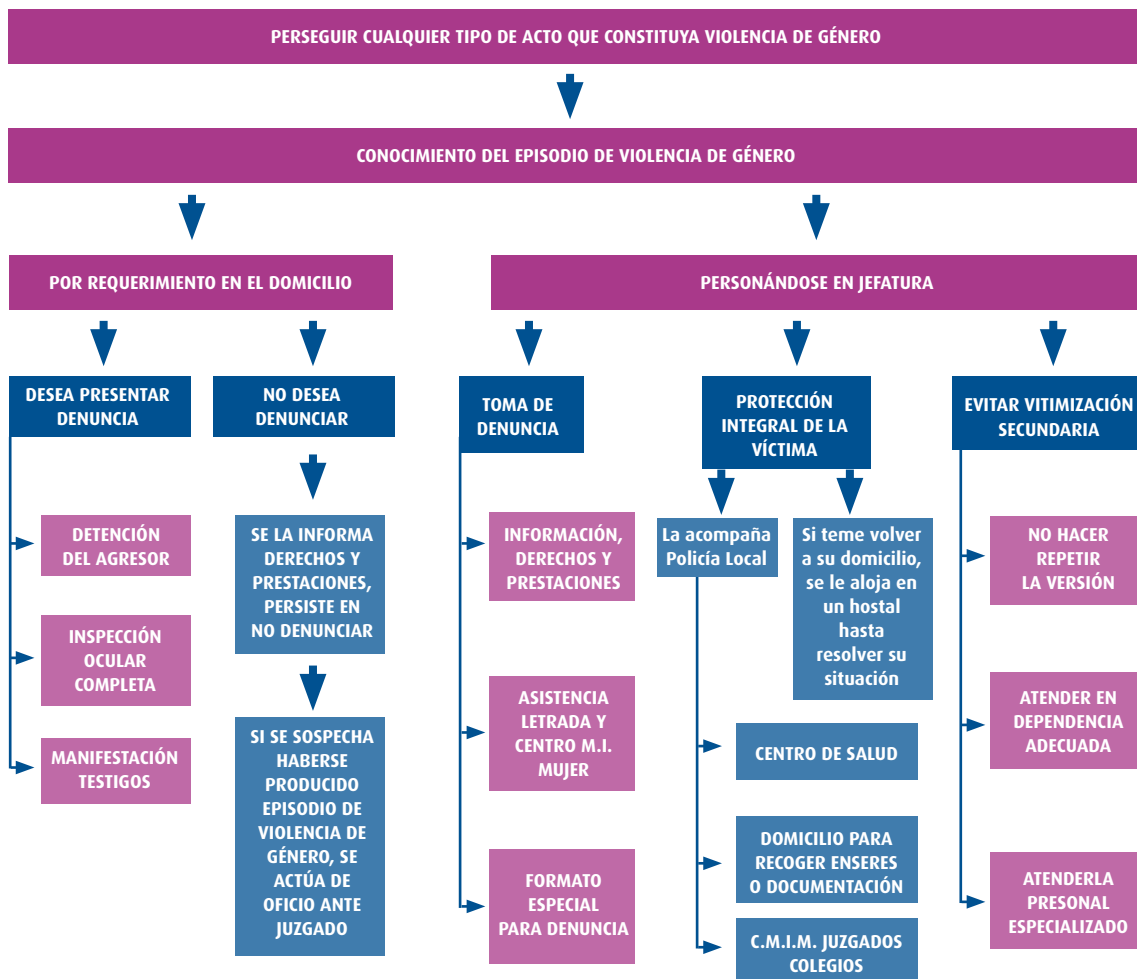 PERSEGUIR CUALQUIER TIPO DE ACTO QUE CONSTITUYA VIOLENCIA DE GÉNERO
CONOCIMIENTO DEL EPISODIO DE VIOLENCIA DE GÉNERO
POR REQUERIMIENTO EN EL DOMICILIO
PERSONÁNDOSE EN JEFATURA
DESEA PRESENTAR
DENUNCIA
NO DESEA
DENUNCIAR
TOMA DE
DENUNCIA
PROTECCIÓN
INTEGRAL DE LA
VÍCTIMA
EVITAR VITIMIZACIÓN
SECUNDARIA
DETENCIÓN
DEL AGRESOR
INSPECCIÓN
OCULAR
COMPLETA
MANIFESTACIÓN
TESTIGOS
SE LA INFORMA
DERECHOS Y
PRESTACIONES,
PERSISTE EN
NO DENUNCIAR
SI SE SOSPECHA
HABERSE
PRODUCIDO
EPISODIO DE
VIOLENCIA DE
GÉNERO, SE
ACTÚA DE
OFICIO ANTE
JUZGADO
INFORMACIÓN,
DERECHOS Y
PRESTACIONES
ASISTENCIA
LETRADA Y
CENTRO M.I.
MUJER
FORMATO
ESPECIAL
PARA DENUNCIA
La acompaña
Policía Local
Si teme volver
a su domicilio,
se le aloja en
un hostal
hasta
resolver su
situación
CENTRO DE SALUD
DOMICILIO PARA
RECOGER ENSERES
O DOCUMENTACIÓN
C.M.I.M. JUZGADOS
COLEGIOS
NO HACER
REPETIR
LA VERSIÓN
ATENDER EN
DEPENDENCIA
ADECUADA
ATENDERLA
PRESONAL
ESPECIALIZADO